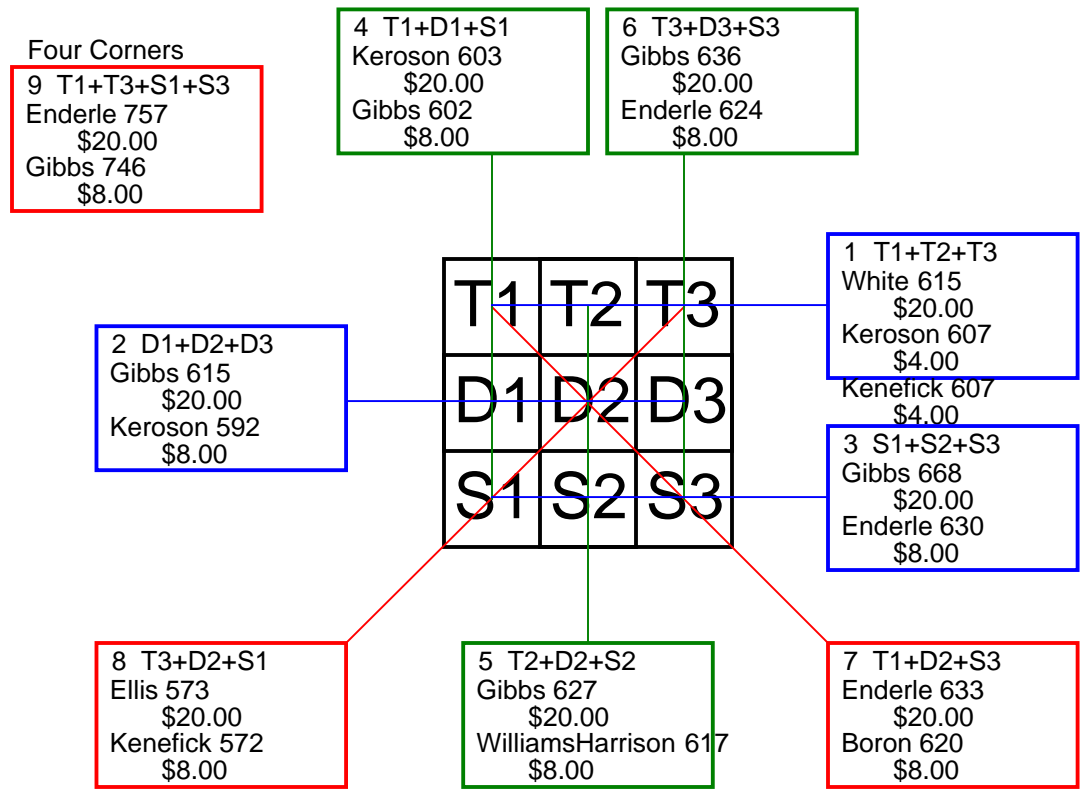 Four Corners
9 T1+T3+S1+S3
Enderle 757
$20.00
Gibbs 746
$8.00
4 T1+D1+S1
Keroson 603
$20.00
Gibbs 602
$8.00
6 T3+D3+S3
Gibbs 636
$20.00
Enderle 624
$8.00
1 T1+T2+T3
White 615
$20.00
Keroson 607
$4.00
Kenefick 607
$4.00
T1 T2 T3
D1 D2 D3
S1 S2 S3
2 D1+D2+D3
Gibbs 615
$20.00
Keroson 592
$8.00
3 S1+S2+S3
Gibbs 668
$20.00
Enderle 630
$8.00
8 T3+D2+S1
Ellis 573
$20.00
Kenefick 572
$8.00
5 T2+D2+S2
Gibbs 627
$20.00
WilliamsHarrison 617
$8.00
7 T1+D2+S3
Enderle 633
$20.00
Boron 620
$8.00